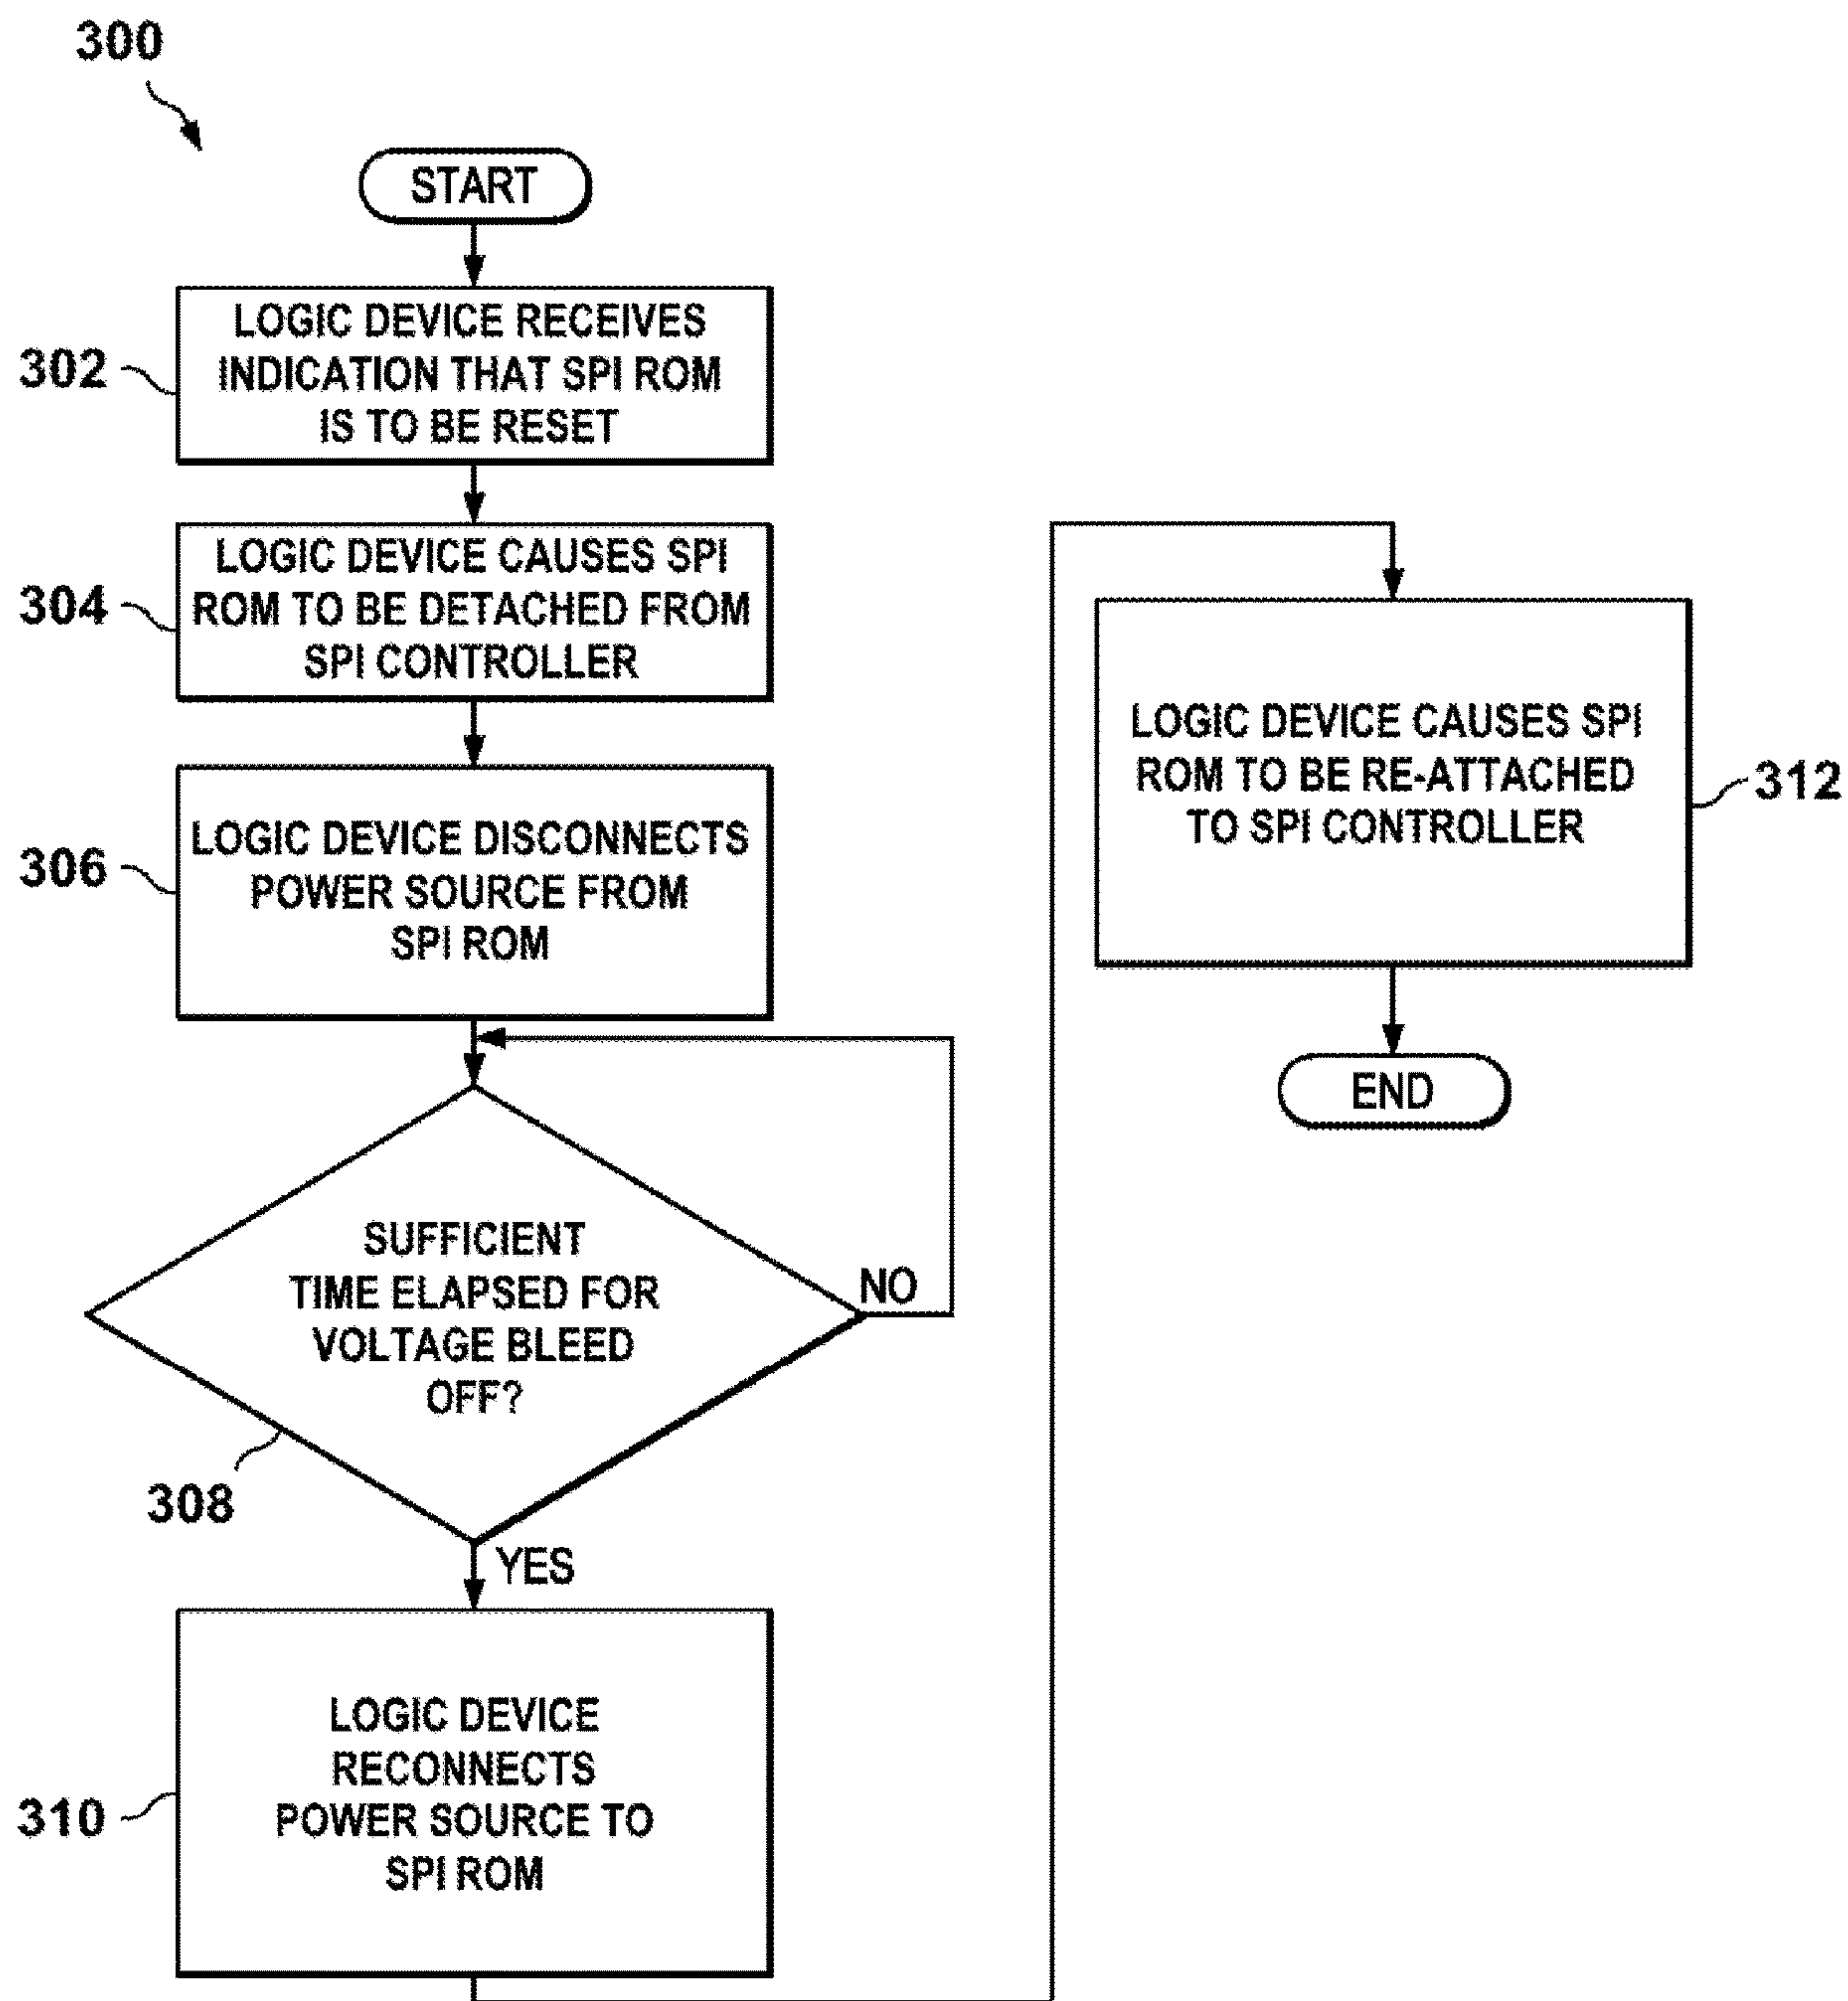 300
START
302
LOGIC DEVICE RECEIVES
INDICATION THAT SPI ROM
IS TO BE RESET
304
LOGIC DEVICE CAUSES SPI
ROM TO BE DETACHED FROM
SPI CONTROLLER
306
LOGIC DEVICE DISCONNECTS
POWER SOURCE FROM
SPI ROM
SUFFICIENT
TIME ELAPSED FOR
VOLTAGE BLEED
OFF?
NO
308
YES
310
LOGIC DEVICE
RECONNECTS
POWER SOURCE TO
SPI ROM
LOGIC DEVICE CAUSES SPI
ROM TO BE RE-ATTACHED
TO SPI CONTROLLER
312
END